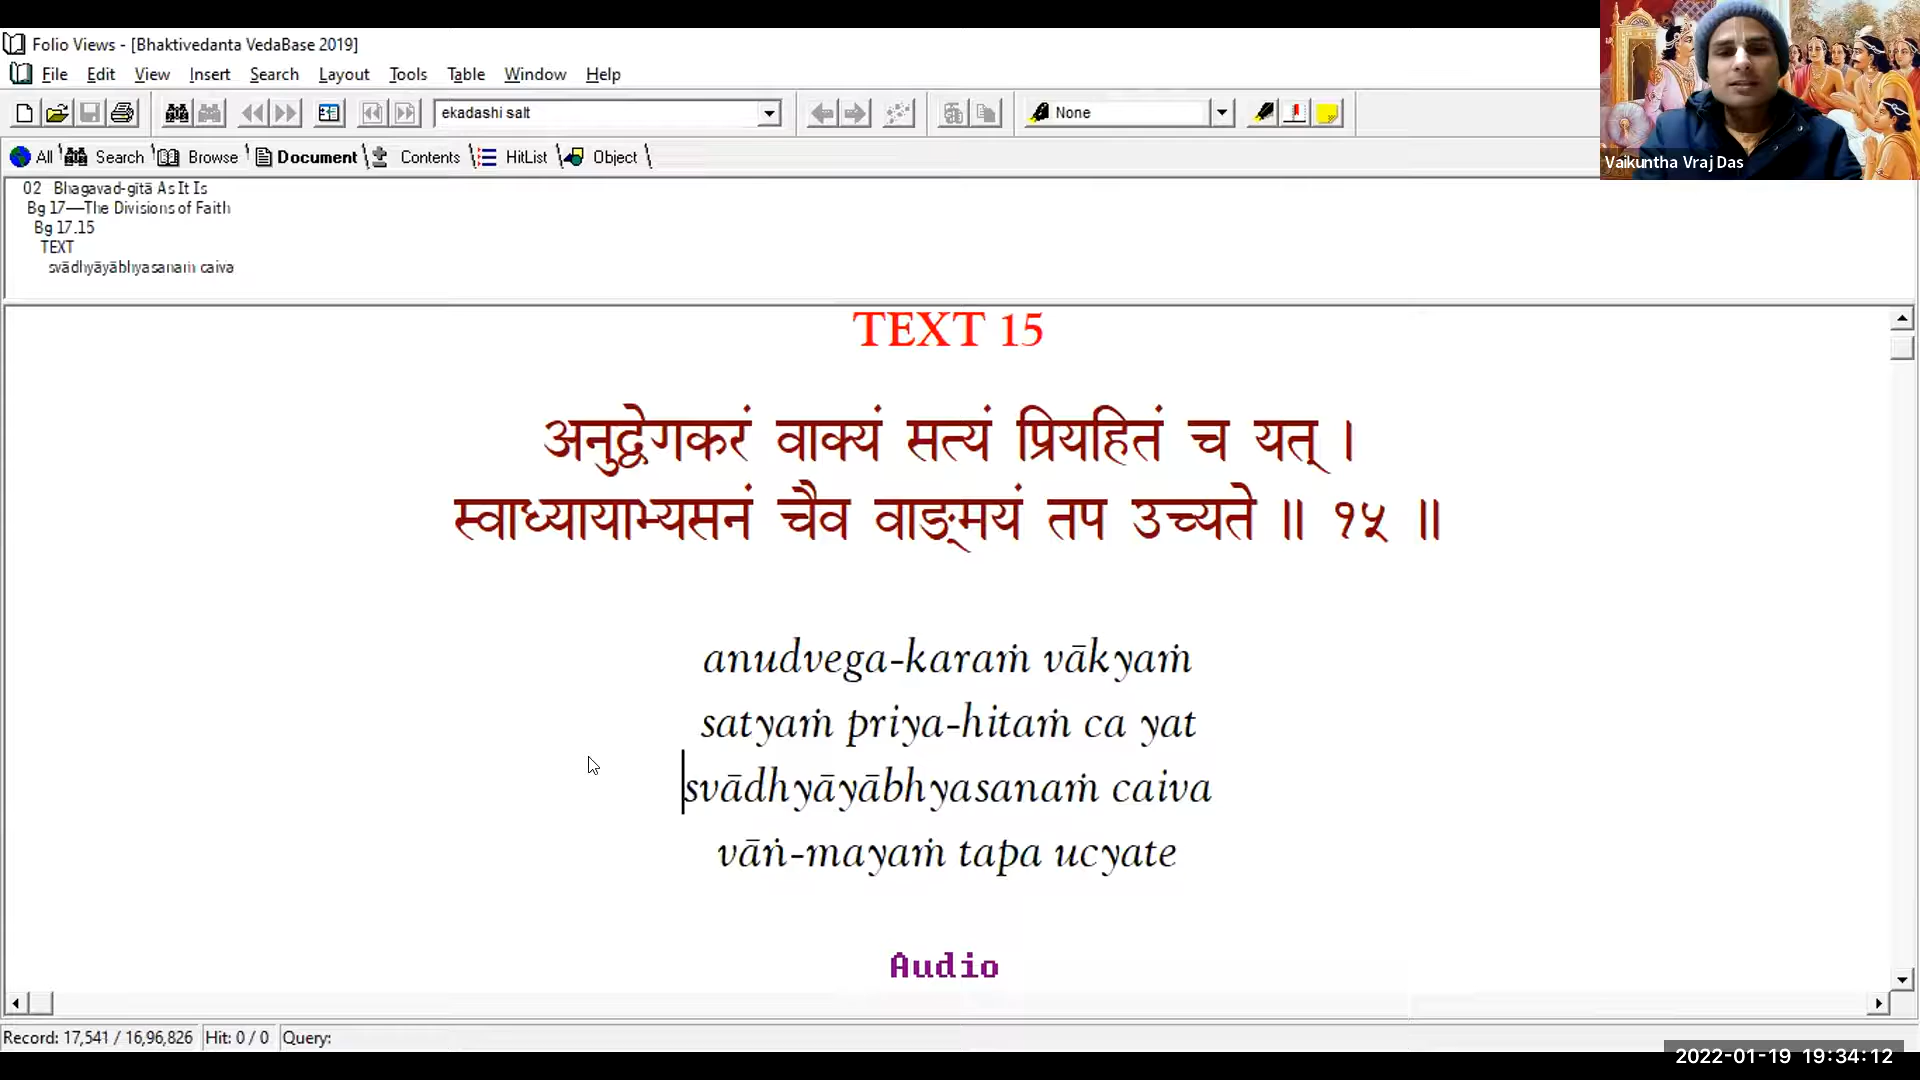 Folio Views - [Bhaktivedanta VedaBase 2019]
File Edit View Insert Search Layout Tools Table Window Help
ekadashi salt None
All Search Browse Document Contents HitList Object
Vaikuntha Vraj Das
02 Bhagavad-gītā As It Is
Bg 17—The Divisions of Faith
Bg 17.15
TEXT
svādhyāyābhyasanaṁ caiva
TEXT 15
अनुद्वेगकरं वाक्यं सत्यं प्रियहितं च यत् ।
स्वाध्यायाभ्यसनं चैव वाङ्‍मयं तप उच्यते ॥ १५ ॥
anudvega-karaṁ vākyaṁ
satyaṁ priya-hitaṁ ca yat
svādhyāyābhyasanaṁ caiva
vāṅ-mayaṁ tapa ucyate
Audio
Record: 17,541 / 16,96,826 Hit: 0 / 0 Query:
2022-01-19 19:34:12